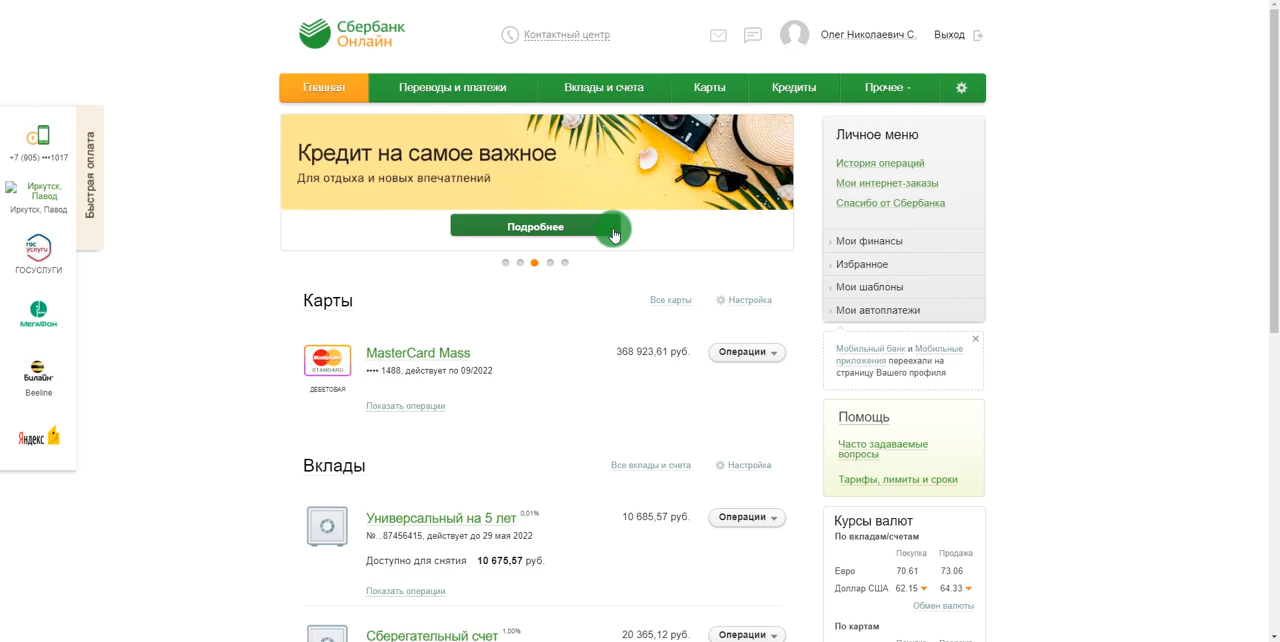 Сбербанк
Онлайн
Контактный центр
Олег Николаевич С.
Выход
Главная
Переводы и платежи
Вклады и счета
Карты
Кредиты
Прочее
Быстрая оплата
+7 (905) •••1017
Иркутск,
Павод
Иркутск, Павод
гос
услуги
ГОСУСЛУГИ
МЕГАФОН
Билайн
Beeline
Яндекс
Кредит на самое важное
Для отдыха и новых впечатлений
Подробнее
Карты
Все карты
Настройка
MasterCard
STANDARD
ДЕБЕТОВАЯ
MasterCard Mass
•••• 1488, действует по 09/2022
368 923,61 руб.
Операции
Показать операции
Вклады
Все вклады и счета
Настройка
Универсальный на 5 лет 0,01%
№...87456415, действует до 29 мая 2022
10 685,57 руб.
Операции
Доступно для снятия 10 675,57 руб.
Показать операции
Сберегательный счет 1,00%
20 365,12 руб.
Операции
Личное меню
История операций
Мои интернет-заказы
Спасибо от Сбербанка
Мои финансы
Избранное
Мои шаблоны
Мои автоплатежи
Мобильный банк и Мобильные
приложения переехали на
страницу Вашего профиля
Помощь
Часто задаваемые
вопросы
Тарифы, лимиты и сроки
Курсы валют
По вкладам/счетам
Покупка Продажа
Евро 70.61 73.06
Доллар США 62.15 64.33
Обмен валюты
По картам
Покупка Продажа